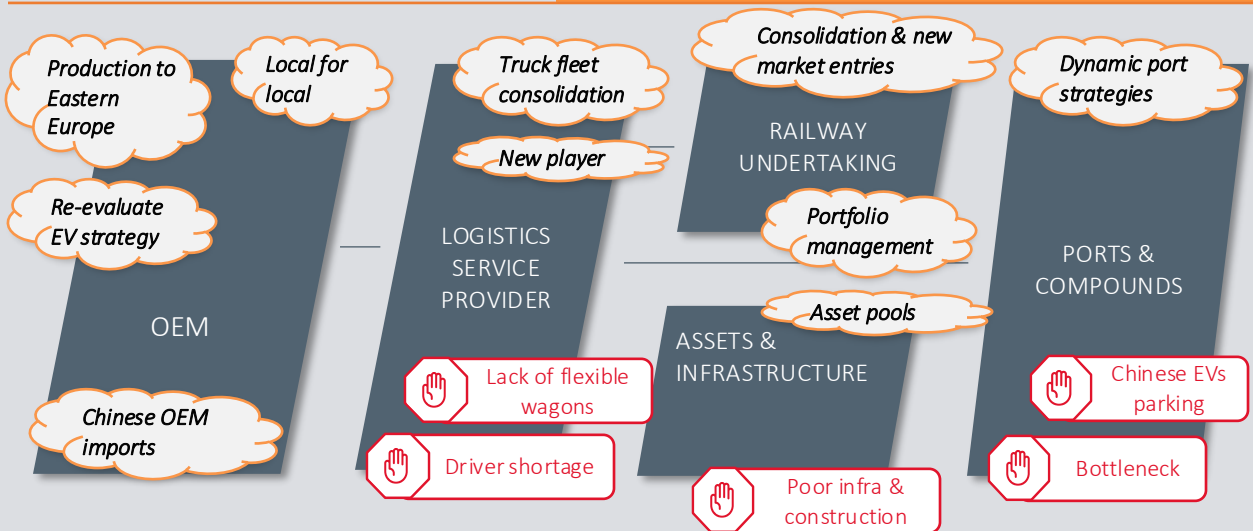 Production to
Eastern
Europe
Local for
local
Re-evaluate
EV strategy
OEM
Chinese OEM
imports
Truck fleet
consolidation
New player
LOGISTICS
SERVICE
PROVIDER
Lack of flexible
wagons
Driver shortage
Consolidation & new
market entries
RAILWAY
UNDERTAKING
Portfolio
management
Asset pools
ASSETS &
INFRASTRUCTURE
Poor infra &
construction
Dynamic port
strategies
PORTS &
COMPOUNDS
Chinese EVs
parking
Bottleneck